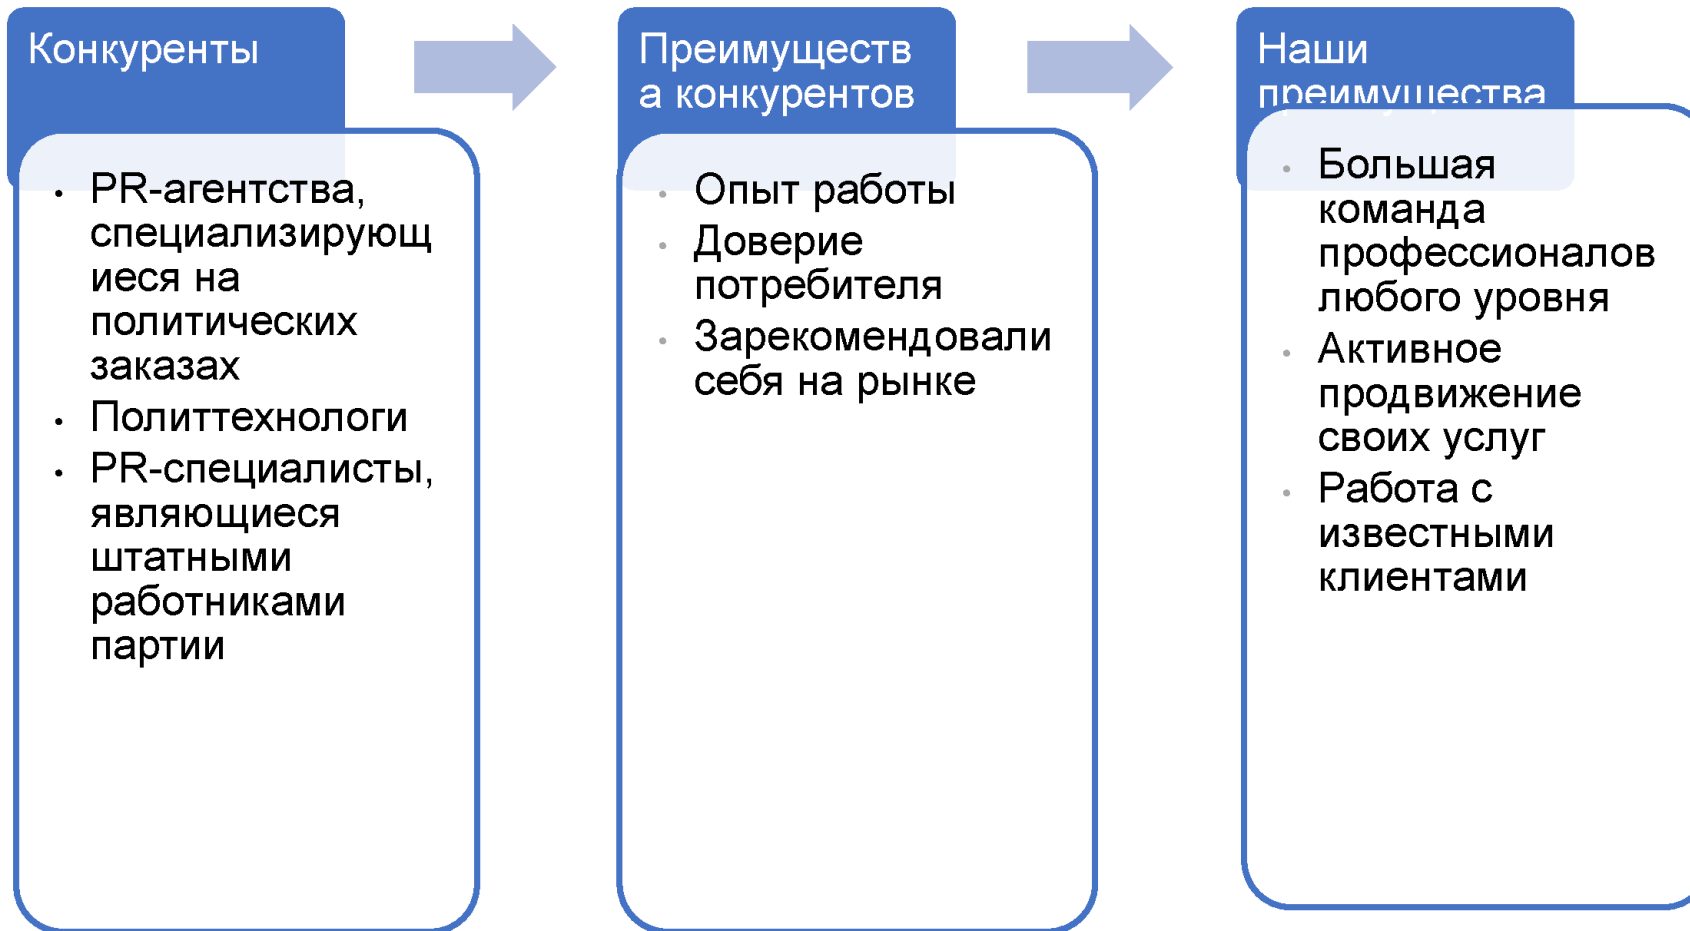 Конкуренты
PR-агентства,
специализирующ
иеся на
политических
заказах
Политтехнологи
PR-специалисты,
являющиеся
штатными
работниками
партии
Преимуществ
а конкурентов
Опыт работы
Доверие
потребителя
Зарекомендовали
себя на рынке
Наши
преимущества
Большая
команда
профессионалов
любого уровня
Активное
продвижение
своих услуг
Работа с
известными
клиентами